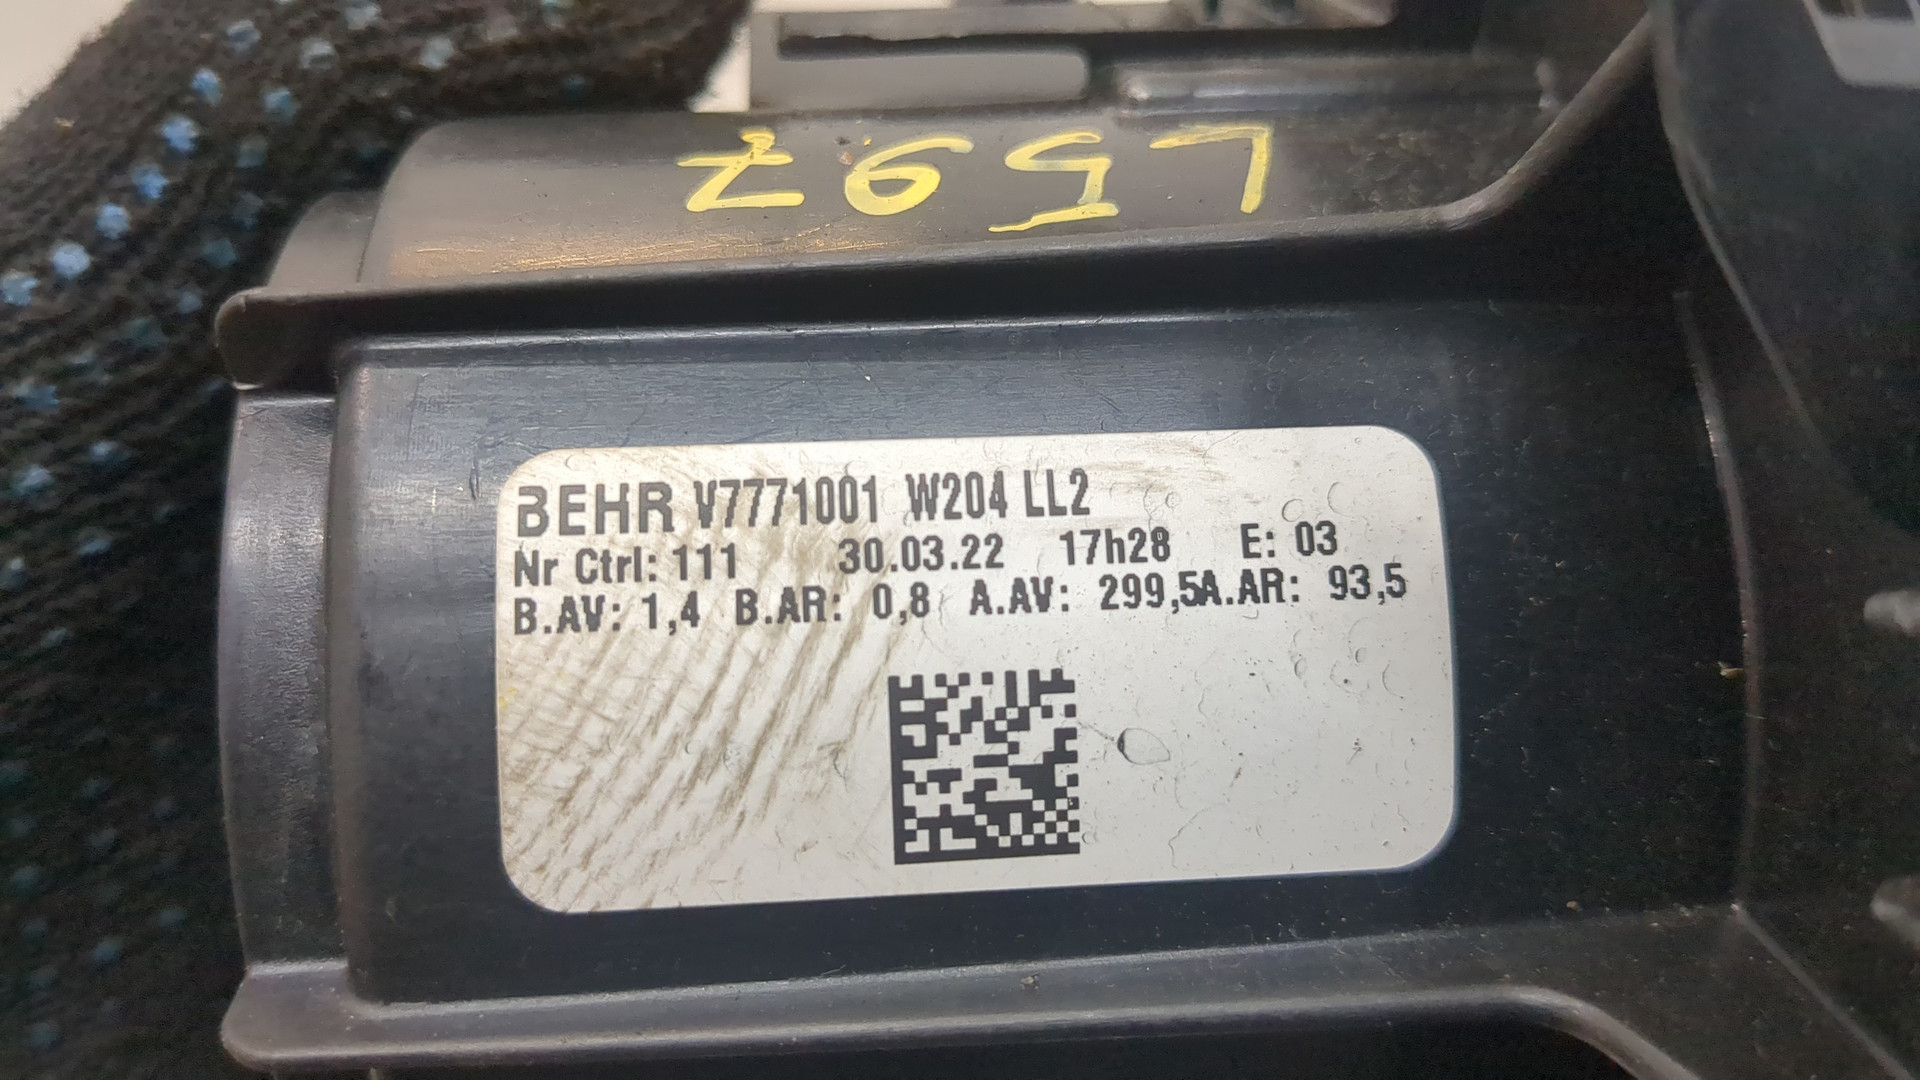 L597
BEHR V7771001 W204 LL2
Nr Ctrl: 111 30.03.22 17h28 E: 03
B.AV: 1,4 B.AR: 0,8 A.AV: 299,5A.AR: 93,5